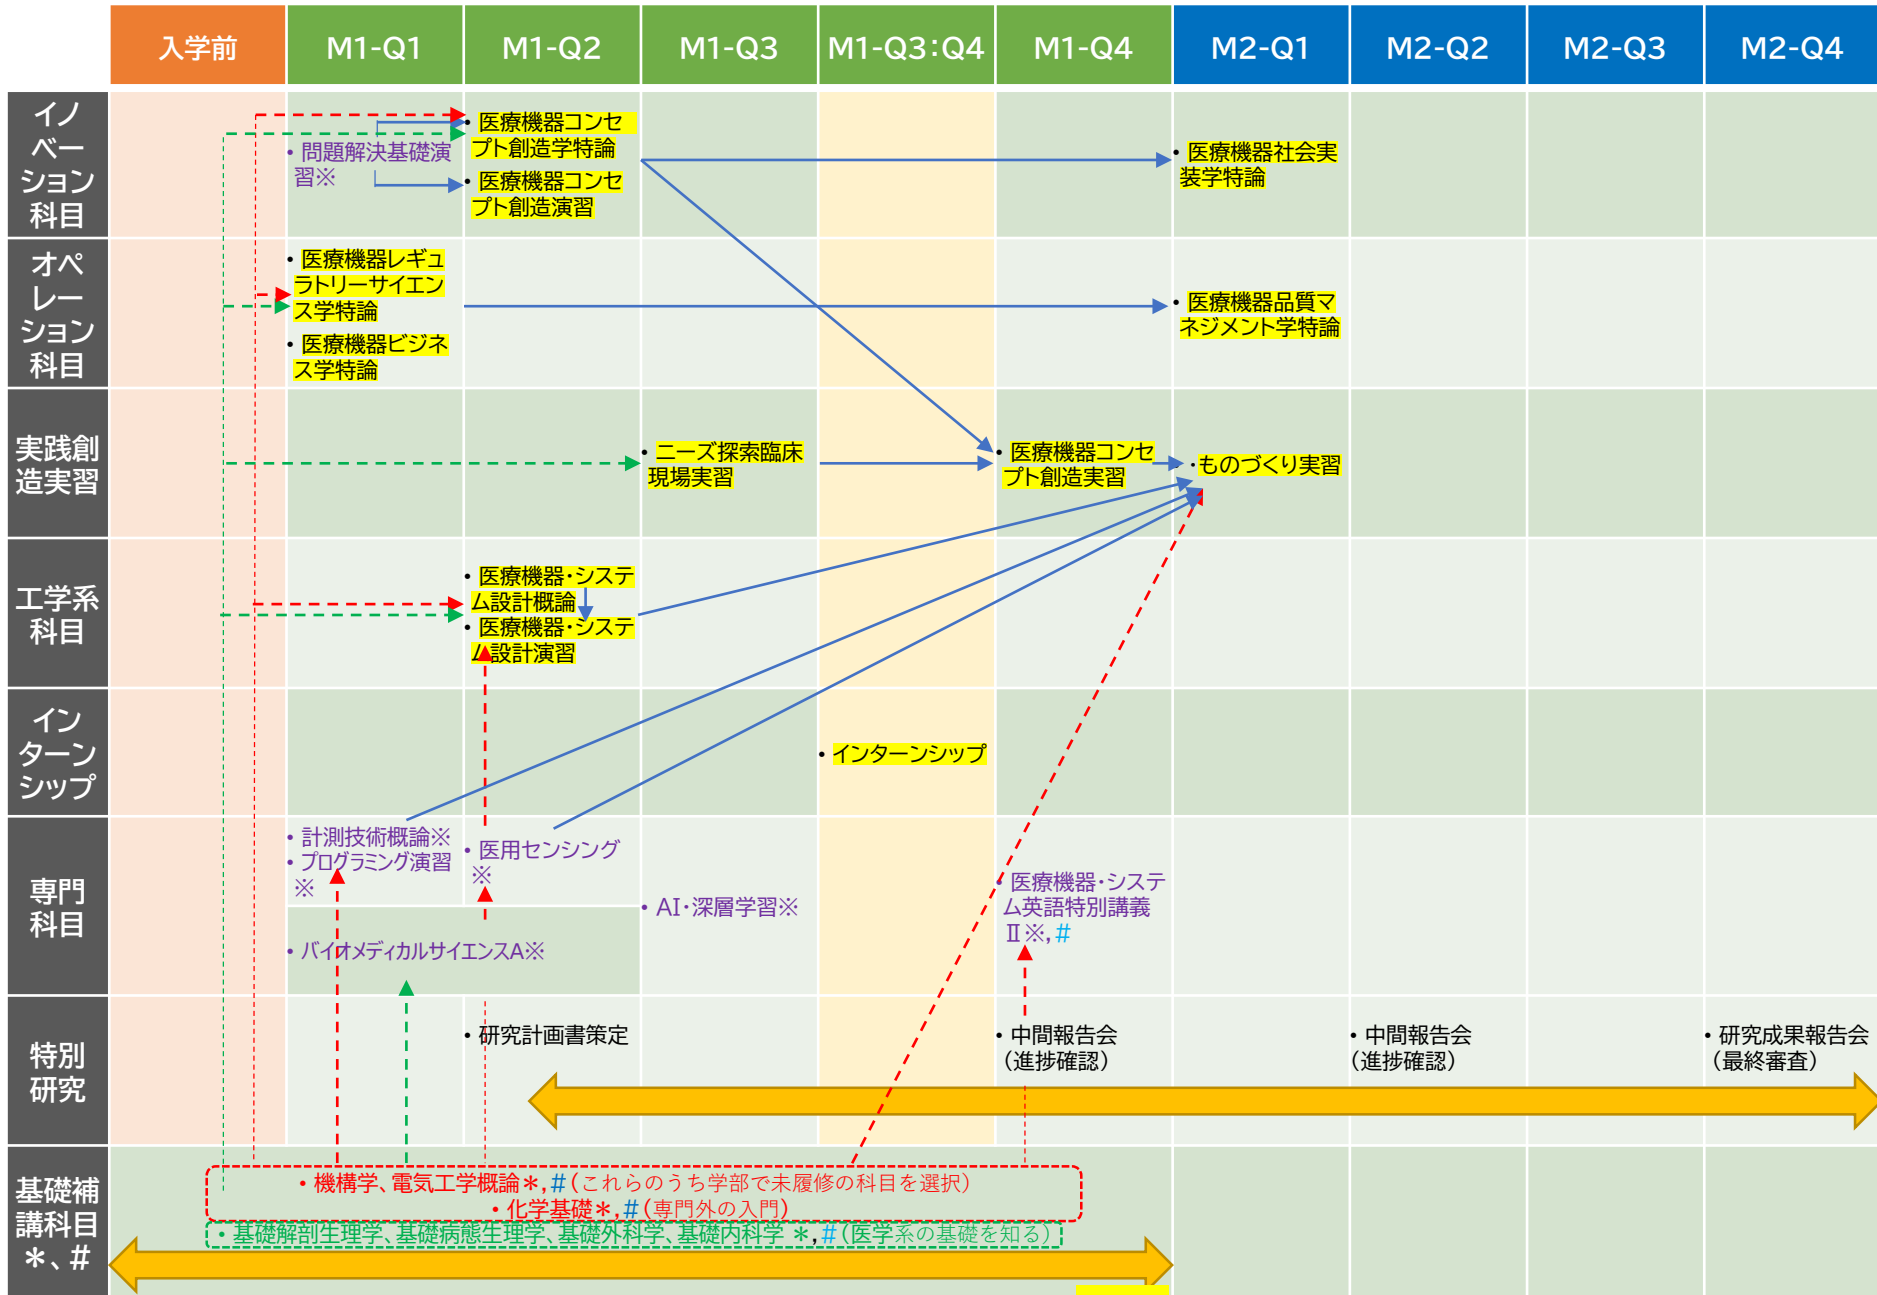 入学前
M1-Q1
M1-Q2
M1-Q3
M1-Q3:Q4
M1-Q4
M2-Q1
M2-Q2
M2-Q3
M2-Q4
イノ
ベー
ション
科目
・問題解決基礎演
習※
・医療機器コンセ
プト創造学特論
・医療機器コンセ
プト創造演習
・医療機器社会実
装学特論
オペ
レー
ション
科目
・医療機器レギュ
ラトリーサイエン
ス学特論
・医療機器ビジネ
ス学特論
・医療機器品質マ
ネジメント学特論
実践創
造実習
・ニーズ探索臨床
現場実習
・医療機器コンセ
プト創造実習
・ものづくり実習
工学系
科目
・医療機器・システ
ム設計概論
・医療機器・システ
ム設計演習
イン
ターン
シップ
・インターンシップ
専門
科目
・計測技術概論※
・プログラミング演習
※
・医用センシング
※
・バイオメディカルサイエンスA※
・AI・深層学習※
・医療機器・システ
ム英語特別講義
Ⅱ※,#
特別
研究
・研究計画書策定
・中間報告会
(進捗確認)
・中間報告会
(進捗確認)
・研究成果報告会
(最終審査)
基礎補
講科目
＊、#
・機構学、電気工学概論＊,#(これらのうち学部で未履修の科目を選択)
・化学基礎＊,#(専門外の入門)
・基礎解剖生理学、基礎病態生理学、基礎外科学、基礎内科学 ＊,#(医学系の基礎を知る)